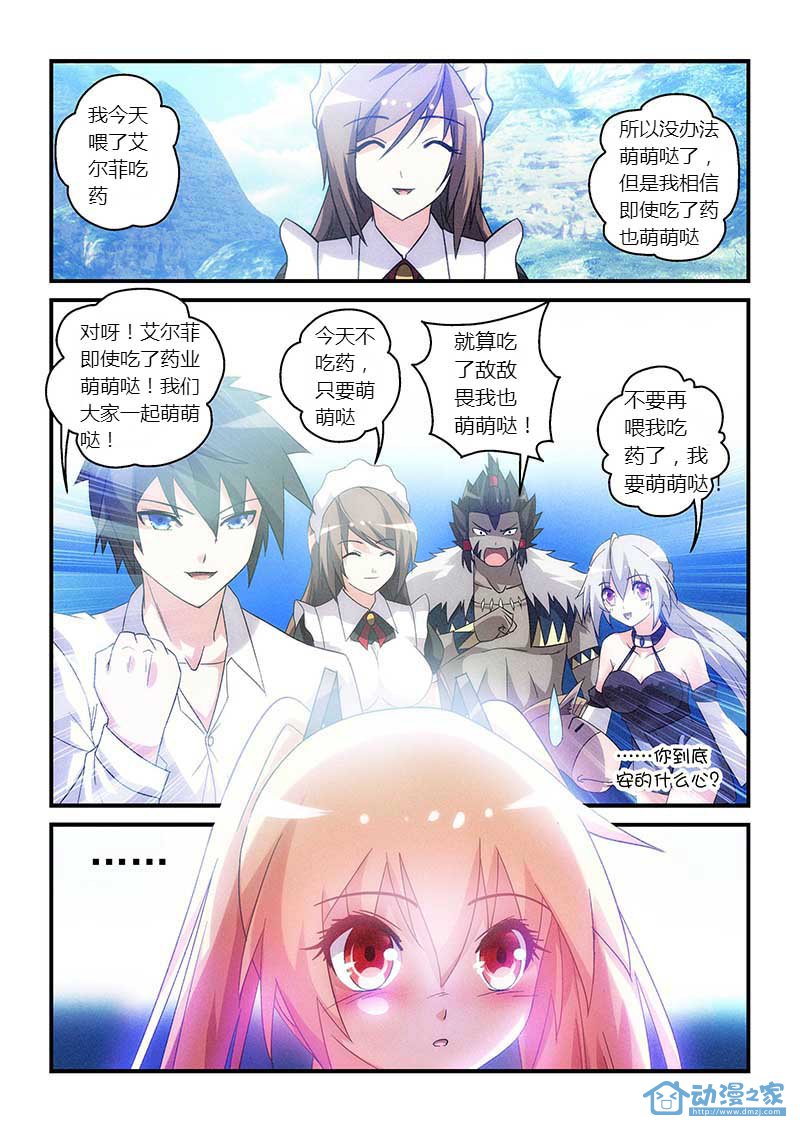 我今天
喂了艾
尔菲吃
药
所以没办法
萌萌哒了，
但是我相信
即使吃了药
也萌萌哒
对呀！艾尔菲
即使吃了药业
萌萌哒！我们
大家一起萌萌
哒！
今天不
吃药，
只要萌
萌哒
就算吃
了敌敌
畏我也
萌萌哒！
不要再
喂我吃
药了，我
要萌萌哒！
……你到底
安的什么心？
……
动漫之家
http://www.dmzj.com